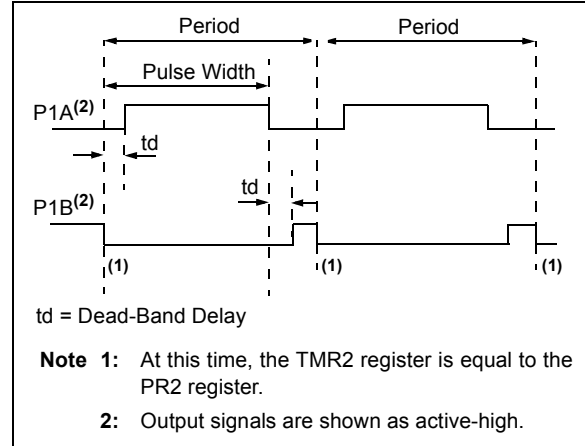 Period Period
Pulse Width
P1A(2)
td
td
P1B(2)
(1) (1) (1)
td = Dead-Band Delay
Note 1: At this time, the TMR2 register is equal to the
PR2 register.
2: Output signals are shown as active-high.